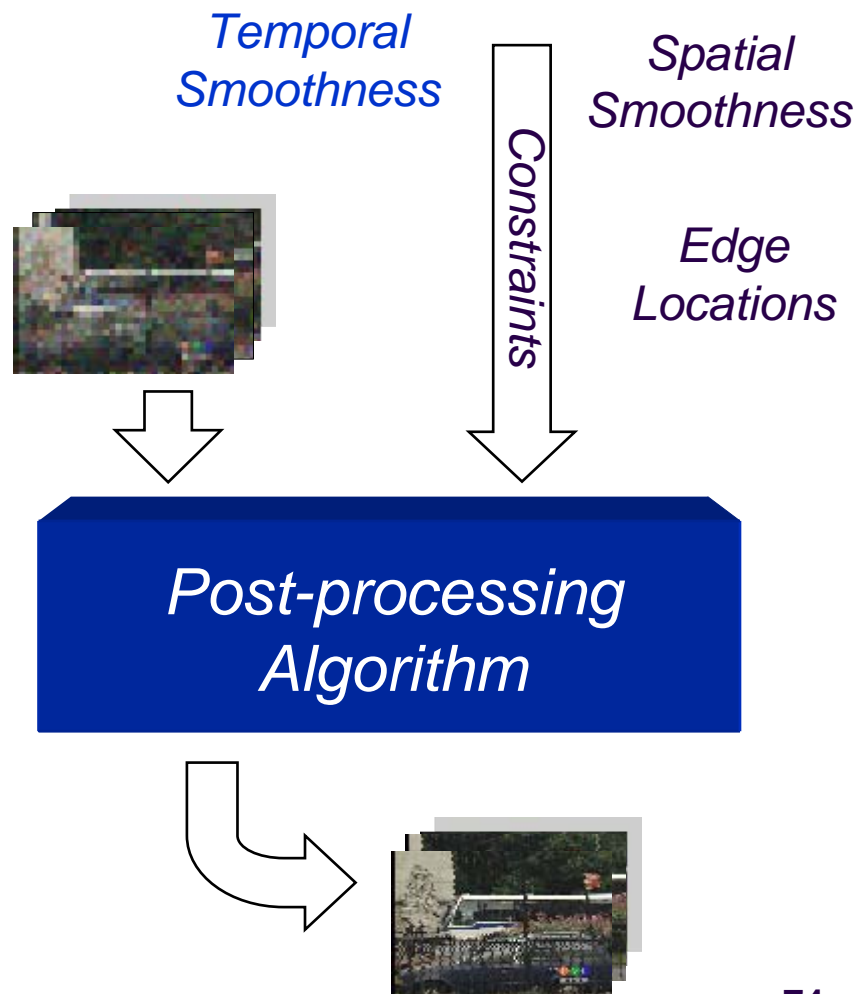 Temporal
Smoothness
Spatial
Smoothness
Constraints
Edge
Locations
Post-processing
Algorithm